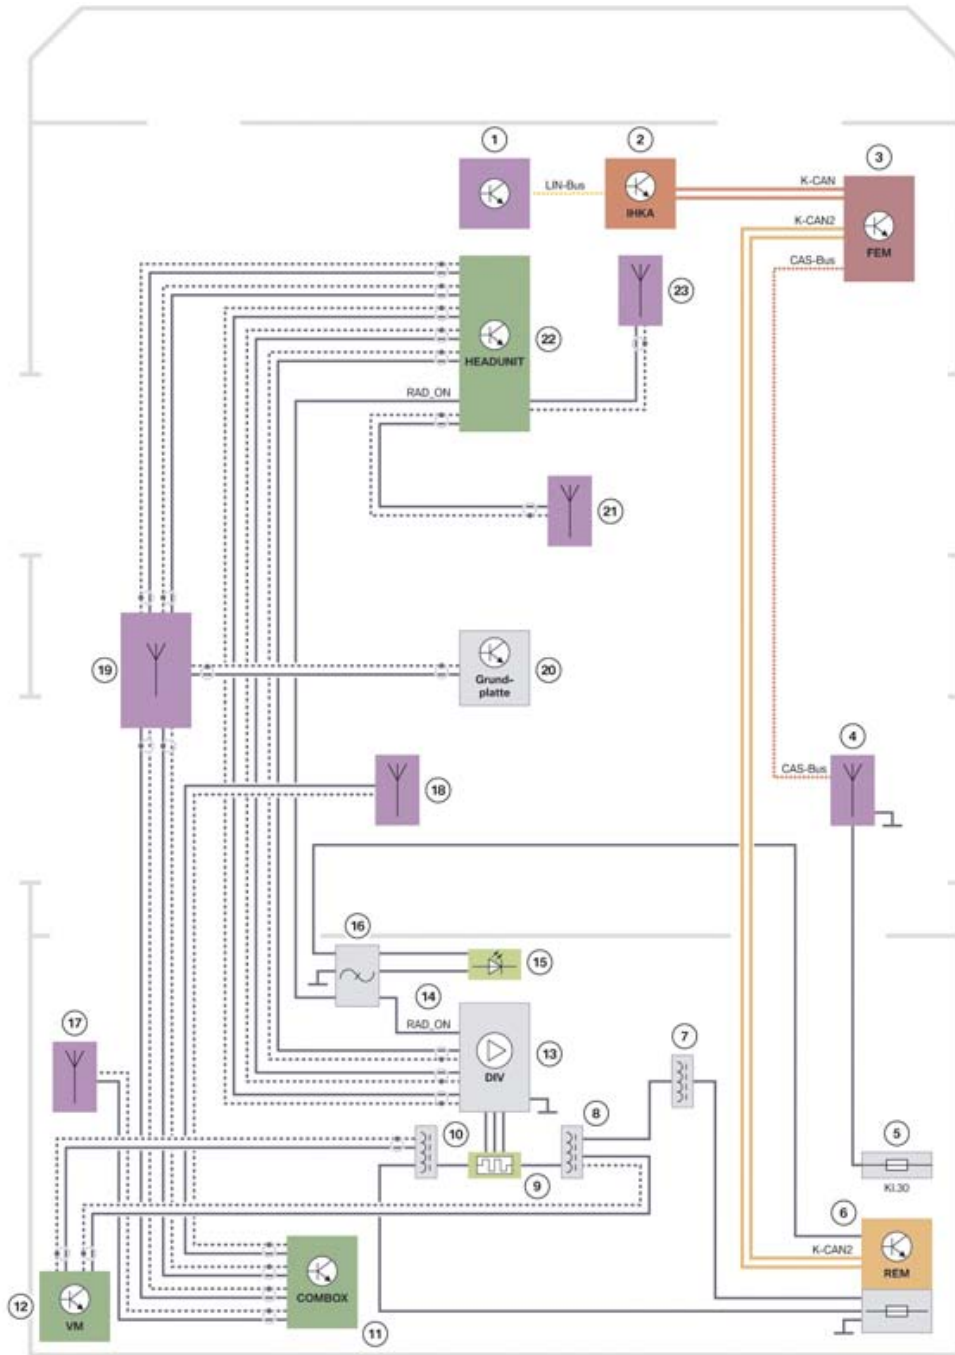 1
2
3
LIN-Bus
IHKA
K-CAN
K-CAN2
FEM
CAS-Bus
23
22
HEADUNIT
RAD_ON
21
19
20
Grund-
platte
4
CAS-Bus
18
16
15
14
17
RAD_ON
13
DIV
7
8
10
5
9
Kl.30
6
K-CAN2
REM
COMBOX
12
VM
11